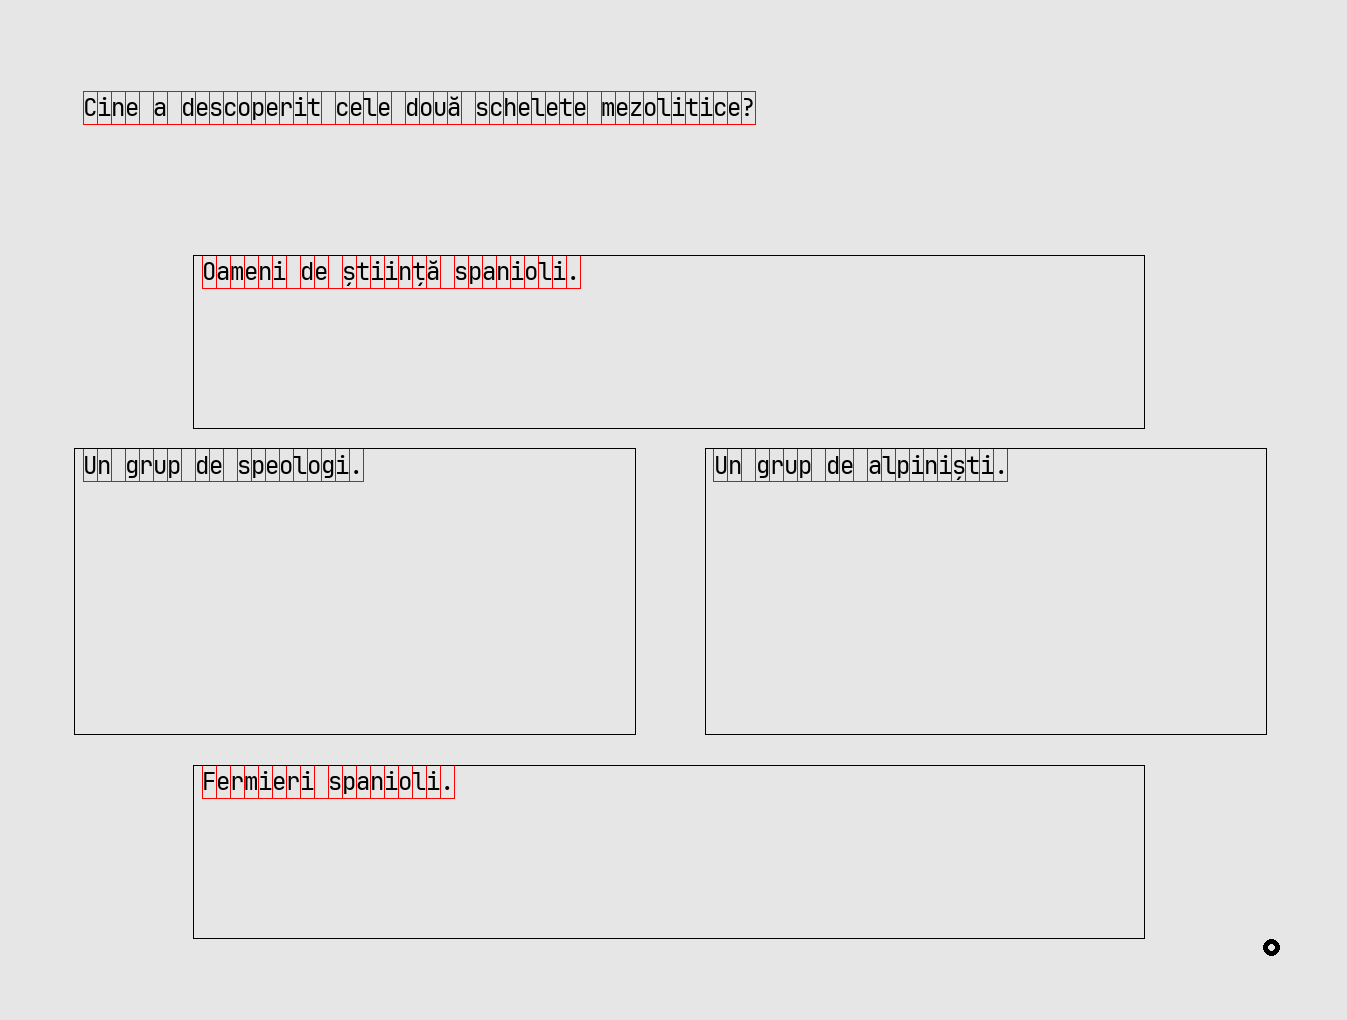 Cine a descoperit cele două schelete mezolitice?
Oameni de știință spanioli.
Un grup de speologi.
Un grup de alpiniști.
Fermieri spanioli.